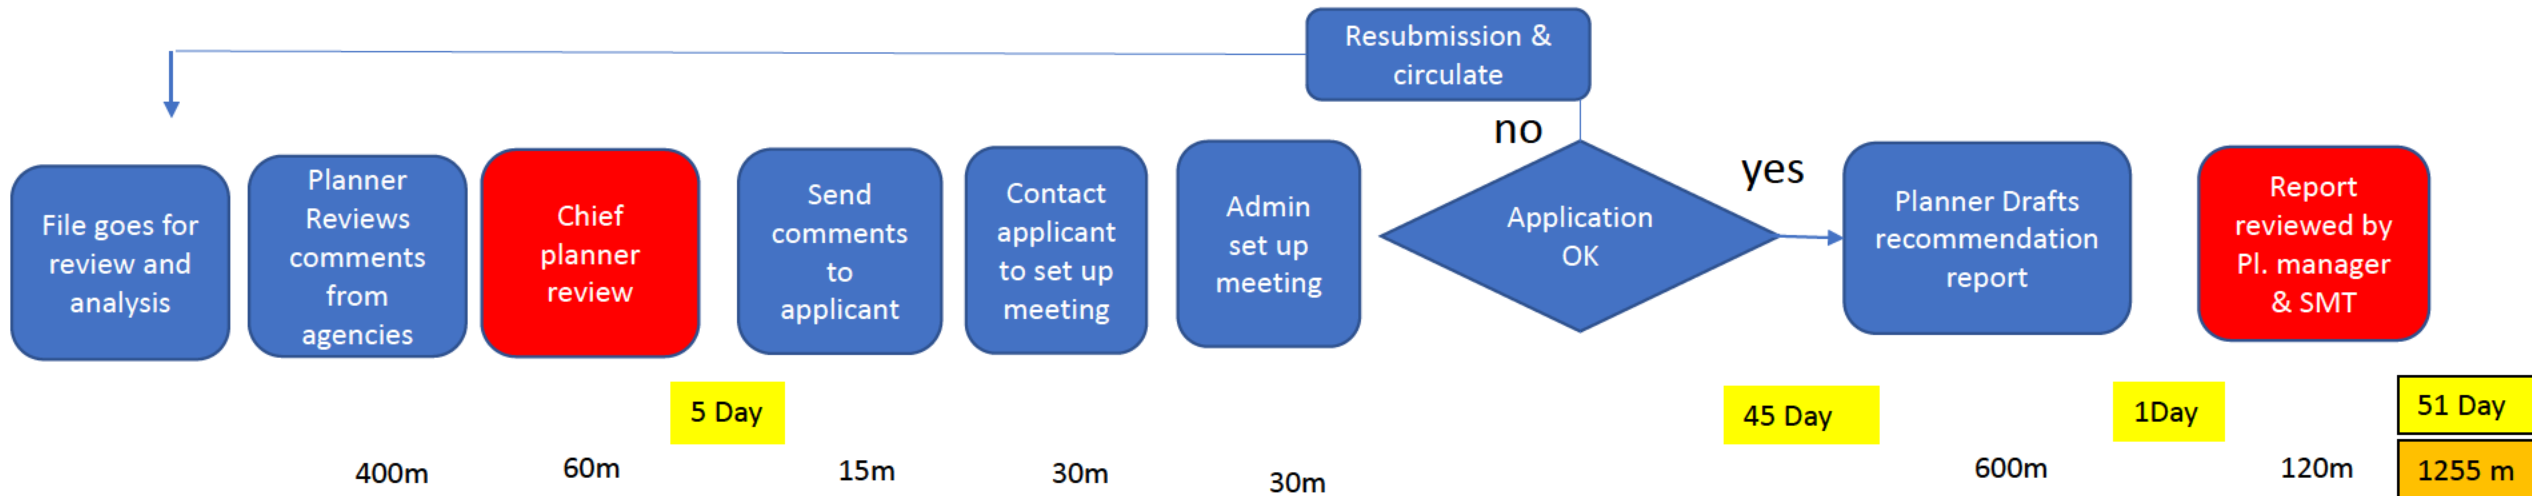 Resubmission &
circulate
no
yes
File goes for
review and
analysis
Planner
Reviews
comments
from
agencies
Chief
planner
review
Send
comments
to
applicant
Contact
applicant
to set up
meeting
Admin
set up
meeting
Application
OK
Planner Drafts
recommendation
report
Report
reviewed by
Pl. manager
& SMT
5 Day
45 Day
1Day
51 Day
400m
60m
15m
30m
30m
600m
120m
1255 m